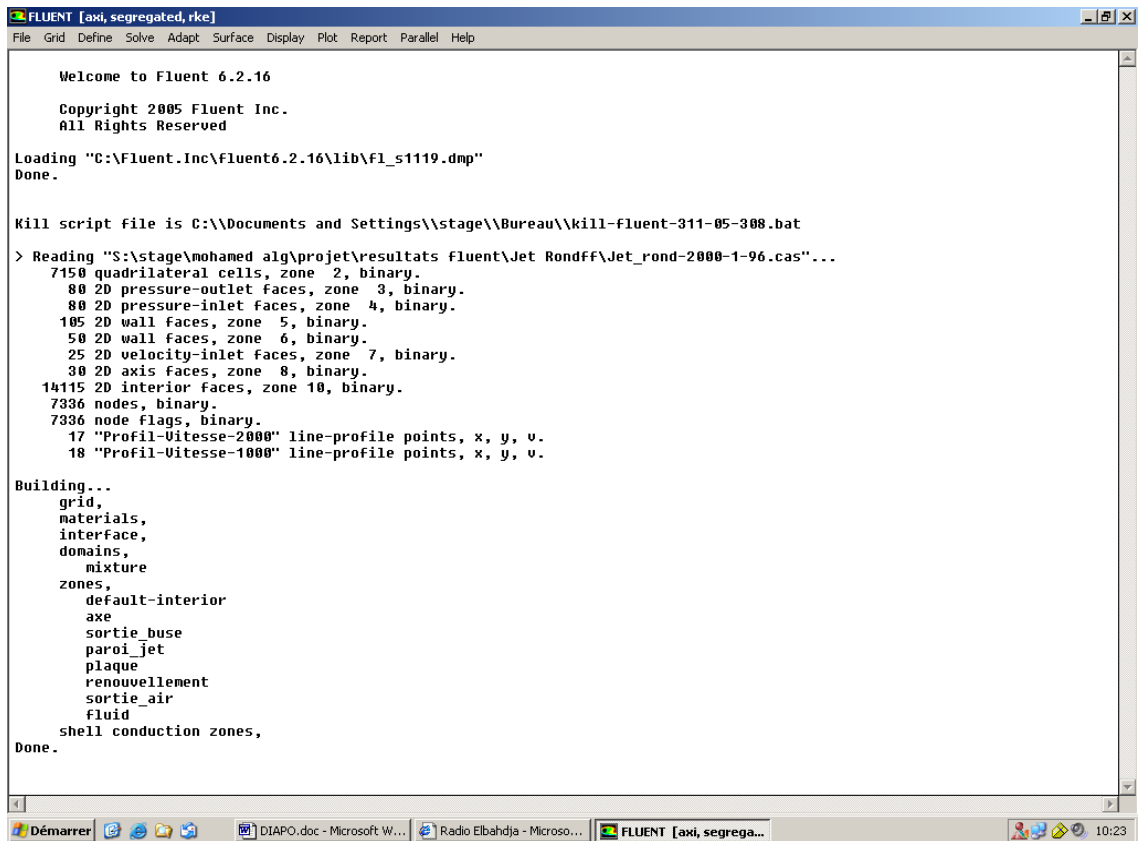 FLUENT [axi, segregated, rke]
File Grid Define Solve Adapt Surface Display Plot Report Parallel Help
Welcome to Fluent 6.2.16
Copyright 2005 Fluent Inc.
All Rights Reserved
Loading "C:\Fluent.Inc\fluent6.2.16\lib\fl_s1119.dmp"
Done.
Kill script file is C:\\Documents and Settings\\stage\\Bureau\\kill-fluent-311-05-308.bat
> Reading "S:\stage\mohamed alg\projet\resultats fluent\Jet Rondff\Jet_rond-2000-1-96.cas"...
7150 quadrilateral cells, zone 2, binary.
80 2D pressure-outlet faces, zone 3, binary.
80 2D pressure-inlet faces, zone 4, binary.
105 2D wall faces, zone 5, binary.
50 2D wall faces, zone 6, binary.
25 2D velocity-inlet faces, zone 7, binary.
30 2D axis faces, zone 8, binary.
14115 2D interior faces, zone 10, binary.
7336 nodes, binary.
7336 node flags, binary.
17 "Profil-Vitesse-2000" line-profile points, x, y, v.
18 "Profil-Vitesse-1000" line-profile points, x, y, v.
Building...
grid,
materials,
interface,
domains,
mixture
zones,
default-interior
axe
sortie_buse
paroi_jet
plaque
renouvellement
sortie_air
fluid
shell conduction zones,
Done.
Démarrer DIAPO.doc - Microsoft W... Radio Elbahdja - Microso... FLUENT [axi, segrega... 10:23